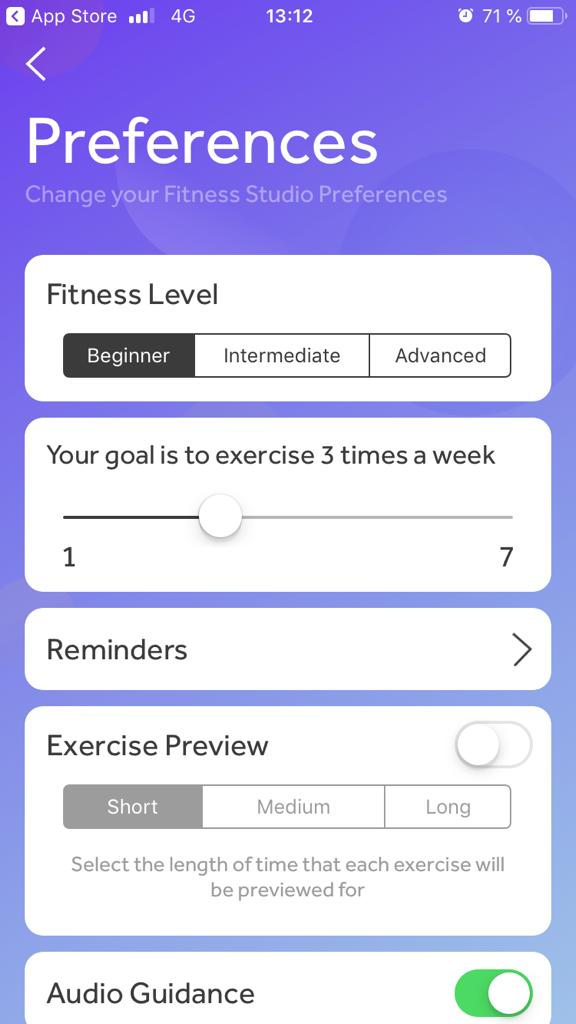 App Store 4G 13:12 71 %
Preferences
Change your Fitness Studio Preferences
Fitness Level
Beginner Intermediate Advanced
Your goal is to exercise 3 times a week
1 7
Reminders
Exercise Preview
Short Medium Long
Select the length of time that each exercise will
be previewed for
Audio Guidance